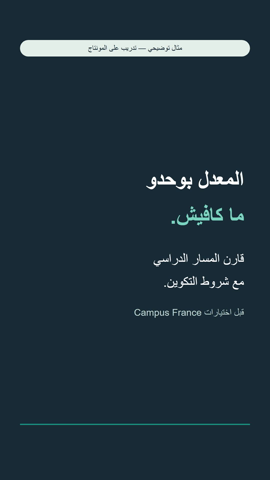 مثال توضيحي — تدريب على المونتاج
المعدل بوحدو
ما كافيش.
قارن المسار الدراسي
مع شروط التكوين.
قبل اختيارات Campus France